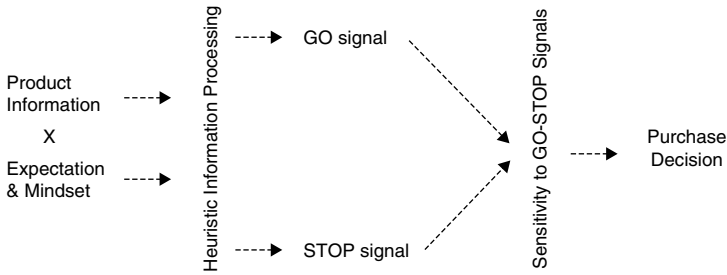 Product
Information
X
Expectation
& Mindset
Heuristic Information Processing
GO signal
STOP signal
Sensitivity to GO-STOP Signals
Purchase
Decision